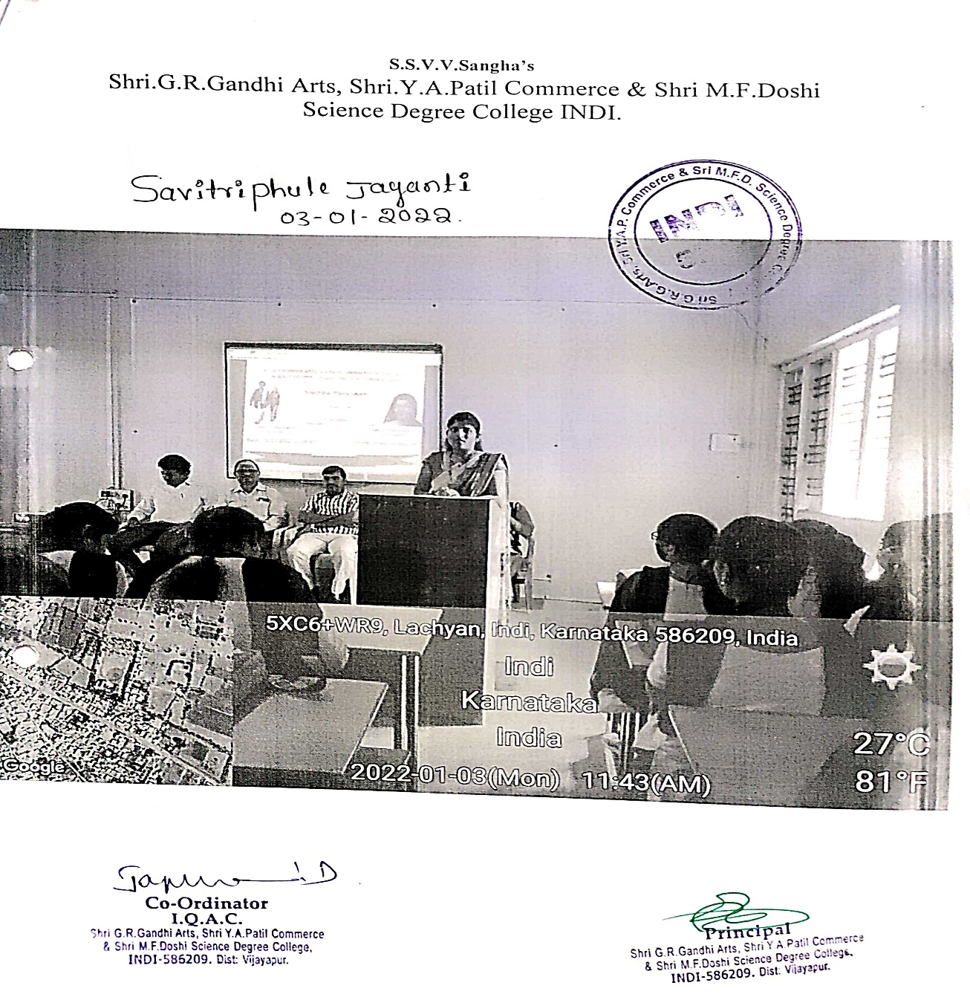 S.S.V.V.Sangha's
Shri.G.R.Gandhi Arts, Shri.Y.A.Patil Commerce & Shri M.F.Doshi
Science Degree College INDI.
Savitriphule Jayanti
03-01-2022.
Sri G.R.G.Arts, Sri Y.A.P. Commerce & Sri M.F.D. Science Degree
INDI
5XC6+WR9, Lachyan, Indi, Karnataka 586209, India
Indi
Karnataka
India
2022-01-03(Mon) 11:43(AM)
27°C
81°F
Google
Co-Ordinator
I.Q.A.C.
Shri G.R.Gandhi Arts, Shri Y.A.Patil Commerce
& Shri M.F.Doshi Science Degree College,
INDI-586209. Dist: Vijayapur.
Principal
Shri G.R.Gandhi Arts, Shri Y A Patil Commerce
& Shri M.F.Doshi Science Degree College,
INDI-586209. Dist: Vijayapur.